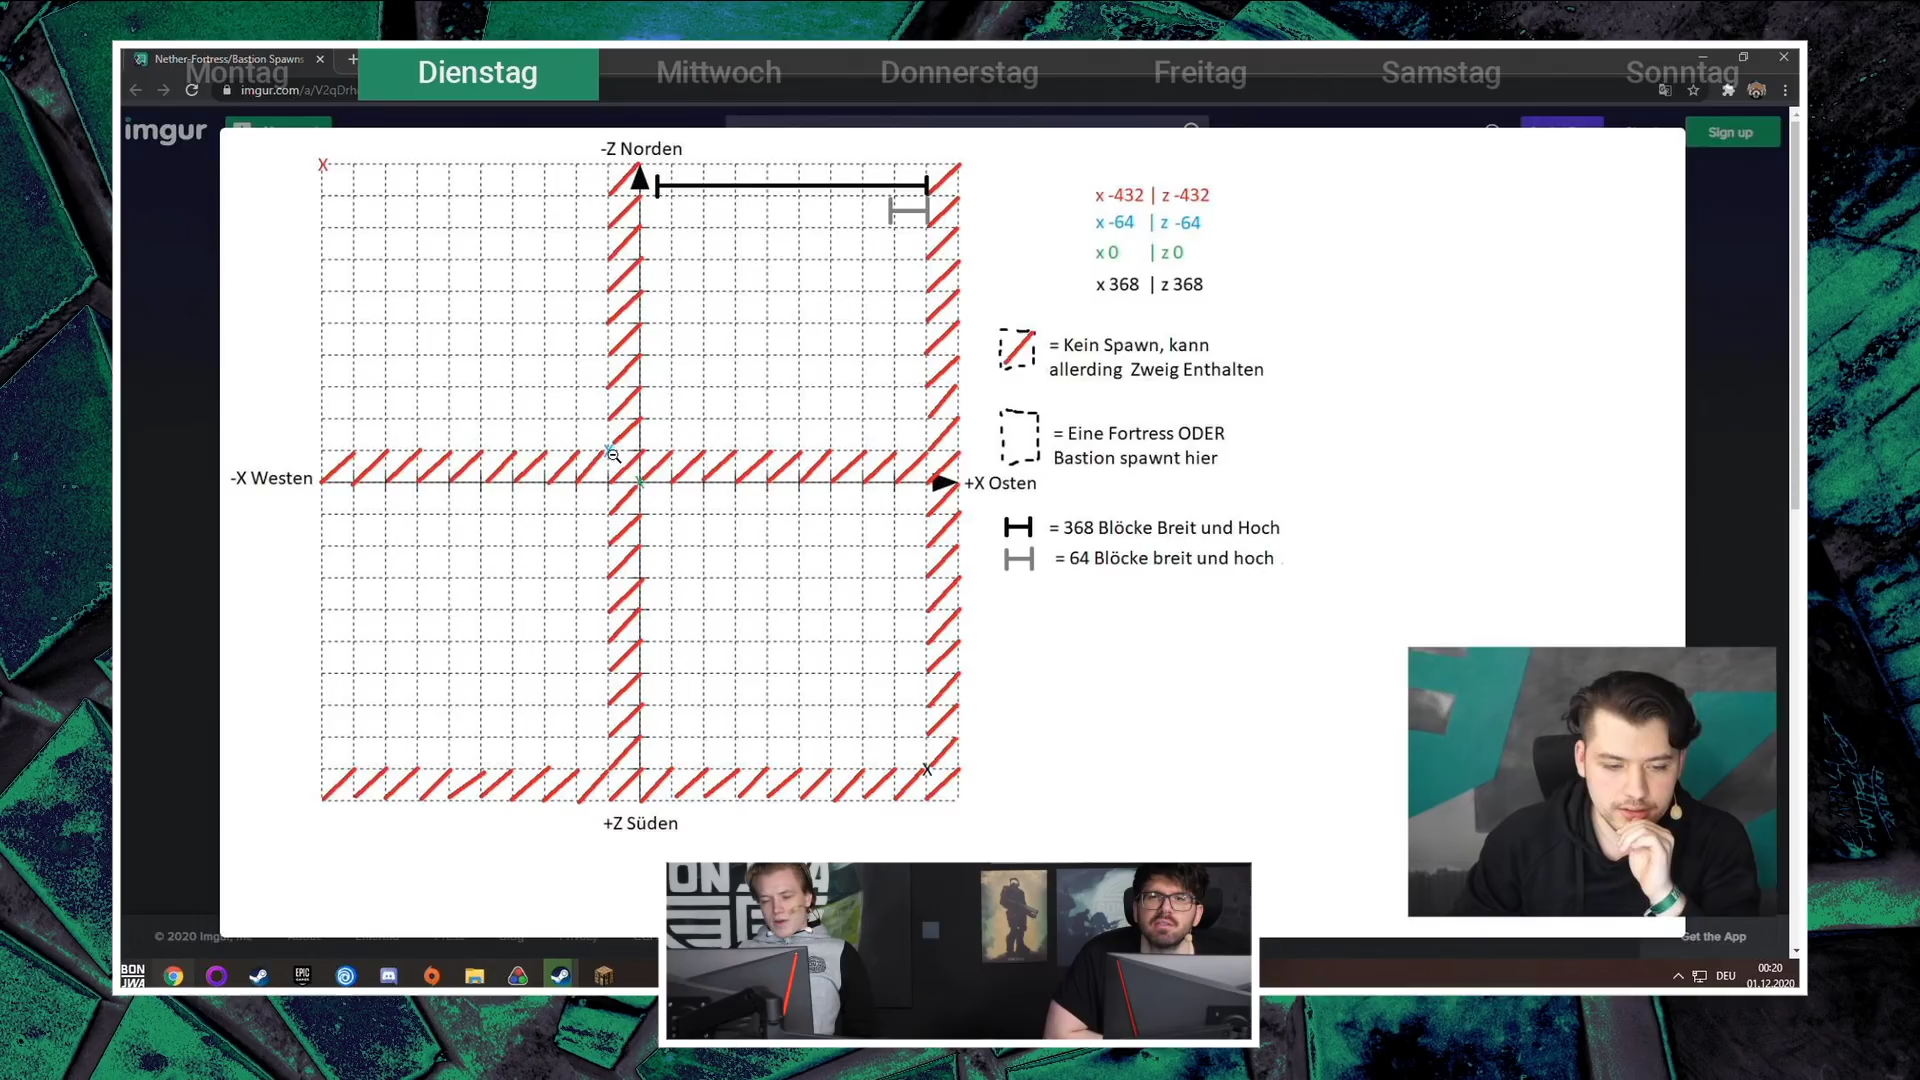 Nether-Fortress/Bastion Spawns
Montag
Dienstag
Mittwoch
Donnerstag
Freitag
Samstag
Sonntag
imgur.com/a/V2qDrh
imgur
Sign up
-Z Norden
X
x -432 | z -432
x -64 | z -64
x 0 | z 0
x 368 | z 368
= Kein Spawn, kann
allerding Zweig Enthalten
= Eine Fortress ODER
Bastion spawnt hier
-X Westen
X
+X Osten
= 368 Blöcke Breit und Hoch
= 64 Blöcke breit und hoch
X
+Z Süden
© 2020 Imgur, Inc
Get the App
BON
JWA
EPIC
DEU
00:20
01.12.2020